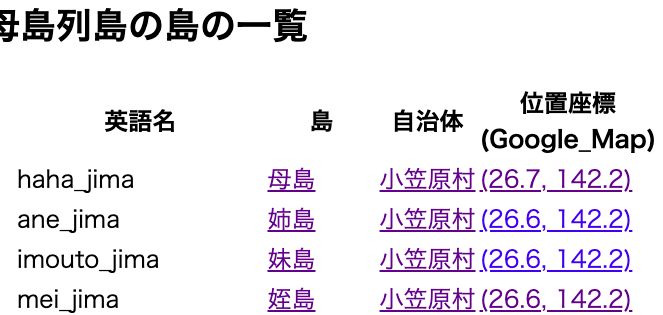 母島列島の島の一覧
英語名 島 自治体 位置座標
(Google_Map)
haha_jima 母島 小笠原村 (26.7, 142.2)
ane_jima 姉島 小笠原村 (26.6, 142.2)
imouto_jima 妹島 小笠原村 (26.6, 142.2)
mei_jima 姪島 小笠原村 (26.6, 142.2)